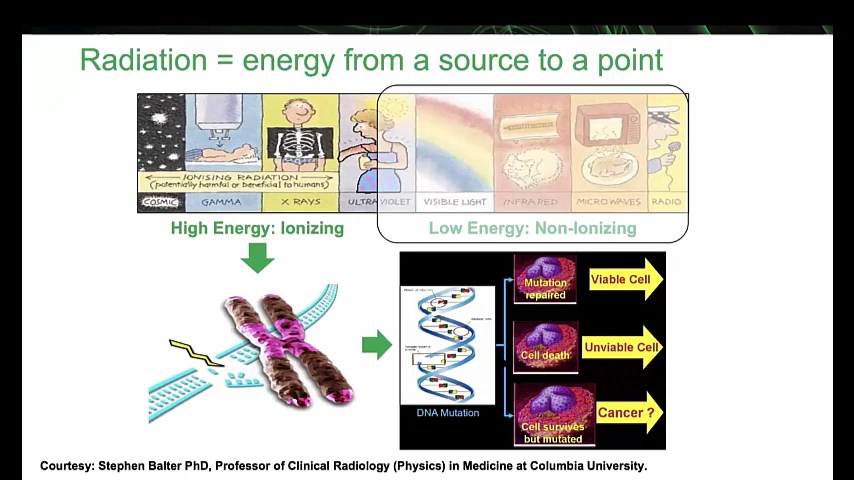 Radiation = energy from a source to a point
IONISING RADIATION
(potentially harmful or beneficial to humans)
COSMIC GAMMA X RAYS ULTRAVIOLET VISIBLE LIGHT INFRARED MICROWAVES RADIO
High Energy: Ionizing
Low Energy: Non-Ionizing
Mutation
repaired
Viable Cell
Cell death
Unviable Cell
Cell survives
but mutated
Cancer ?
DNA Mutation
Courtesy: Stephen Balter PhD, Professor of Clinical Radiology (Physics) in Medicine at Columbia University.